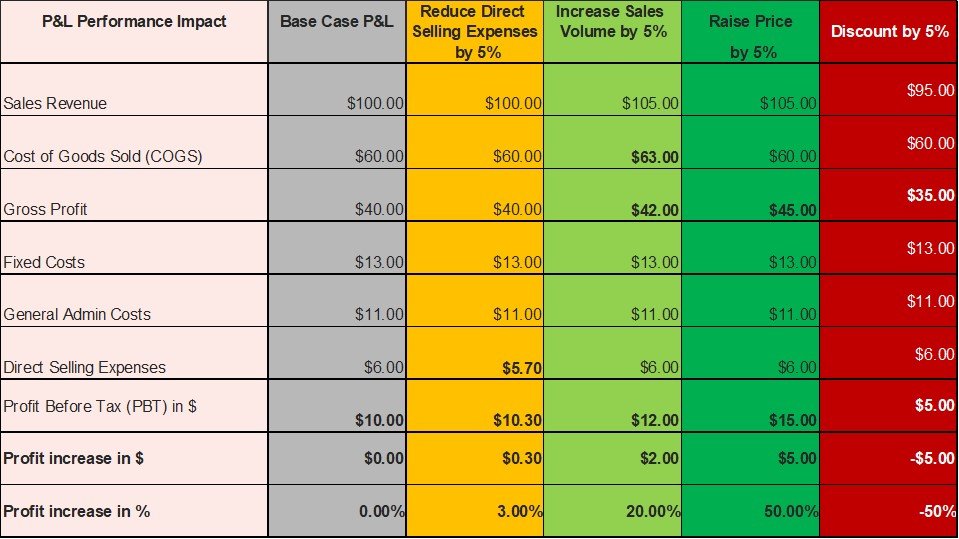 P&L Performance Impact Base Case P&L Reduce Direct Selling Expenses by 5% Increase Sales Volume by 5% Raise Price by 5% Discount by 5%
Sales Revenue $100.00 $100.00 $105.00 $105.00 $95.00
Cost of Goods Sold (COGS) $60.00 $60.00 $63.00 $60.00 $60.00
Gross Profit $40.00 $40.00 $42.00 $45.00 $35.00
Fixed Costs $13.00 $13.00 $13.00 $13.00 $13.00
General Admin Costs $11.00 $11.00 $11.00 $11.00 $11.00
Direct Selling Expenses $6.00 $5.70 $6.00 $6.00 $6.00
Profit Before Tax (PBT) in $ $10.00 $10.30 $12.00 $15.00 $5.00
Profit increase in $ $0.00 $0.30 $2.00 $5.00 -$5.00
Profit increase in % 0.00% 3.00% 20.00% 50.00% -50%